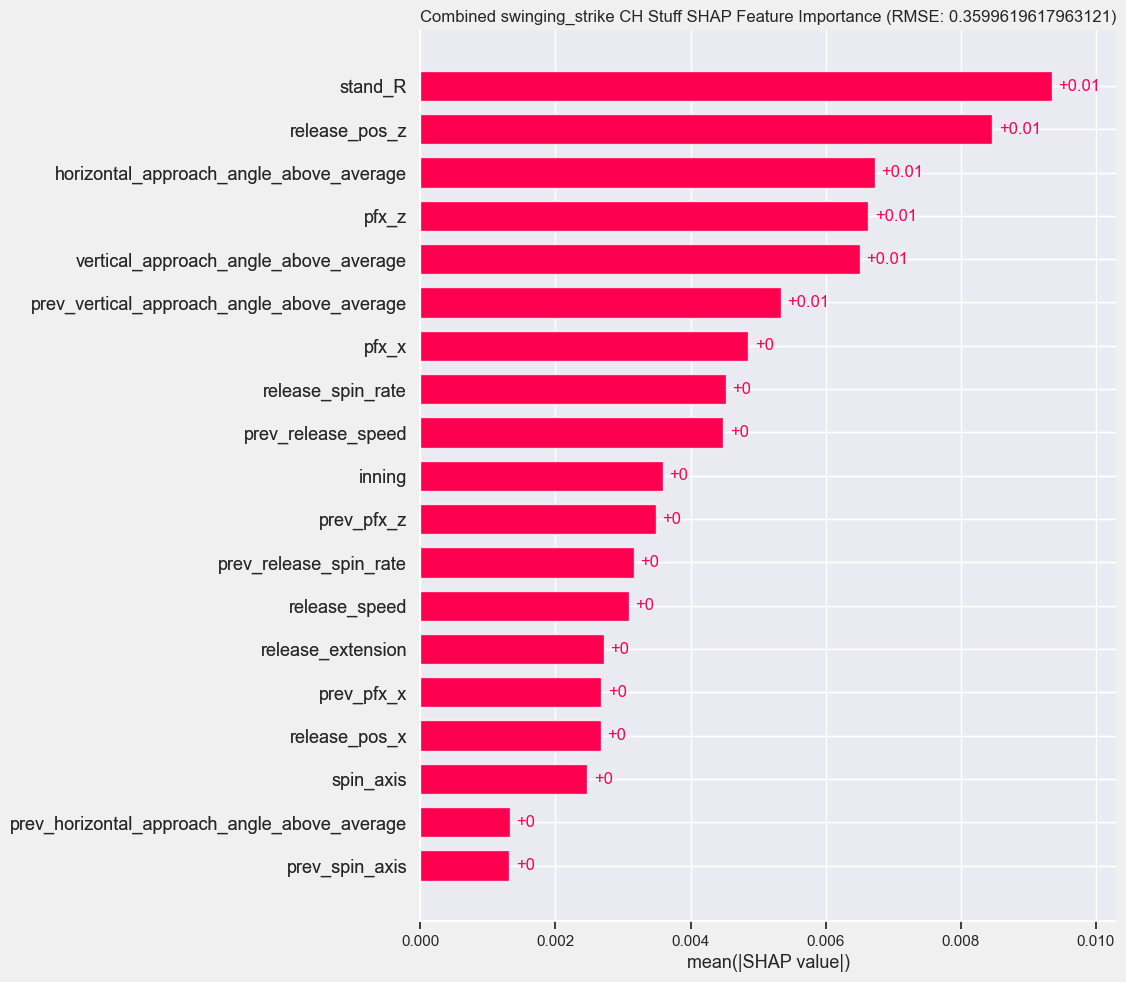 Combined swinging_strike CH Stuff SHAP Feature Importance (RMSE: 0.3599619617963121)
stand_R +0.01
release_pos_z +0.01
horizontal_approach_angle_above_average +0.01
pfx_z +0.01
vertical_approach_angle_above_average +0.01
prev_vertical_approach_angle_above_average +0.01
pfx_x +0
release_spin_rate +0
prev_release_speed +0
inning +0
prev_pfx_z +0
prev_release_spin_rate +0
release_speed +0
release_extension +0
prev_pfx_x +0
release_pos_x +0
spin_axis +0
prev_horizontal_approach_angle_above_average +0
prev_spin_axis +0
0.000 0.002 0.004 0.006 0.008 0.010
mean(|SHAP value|)